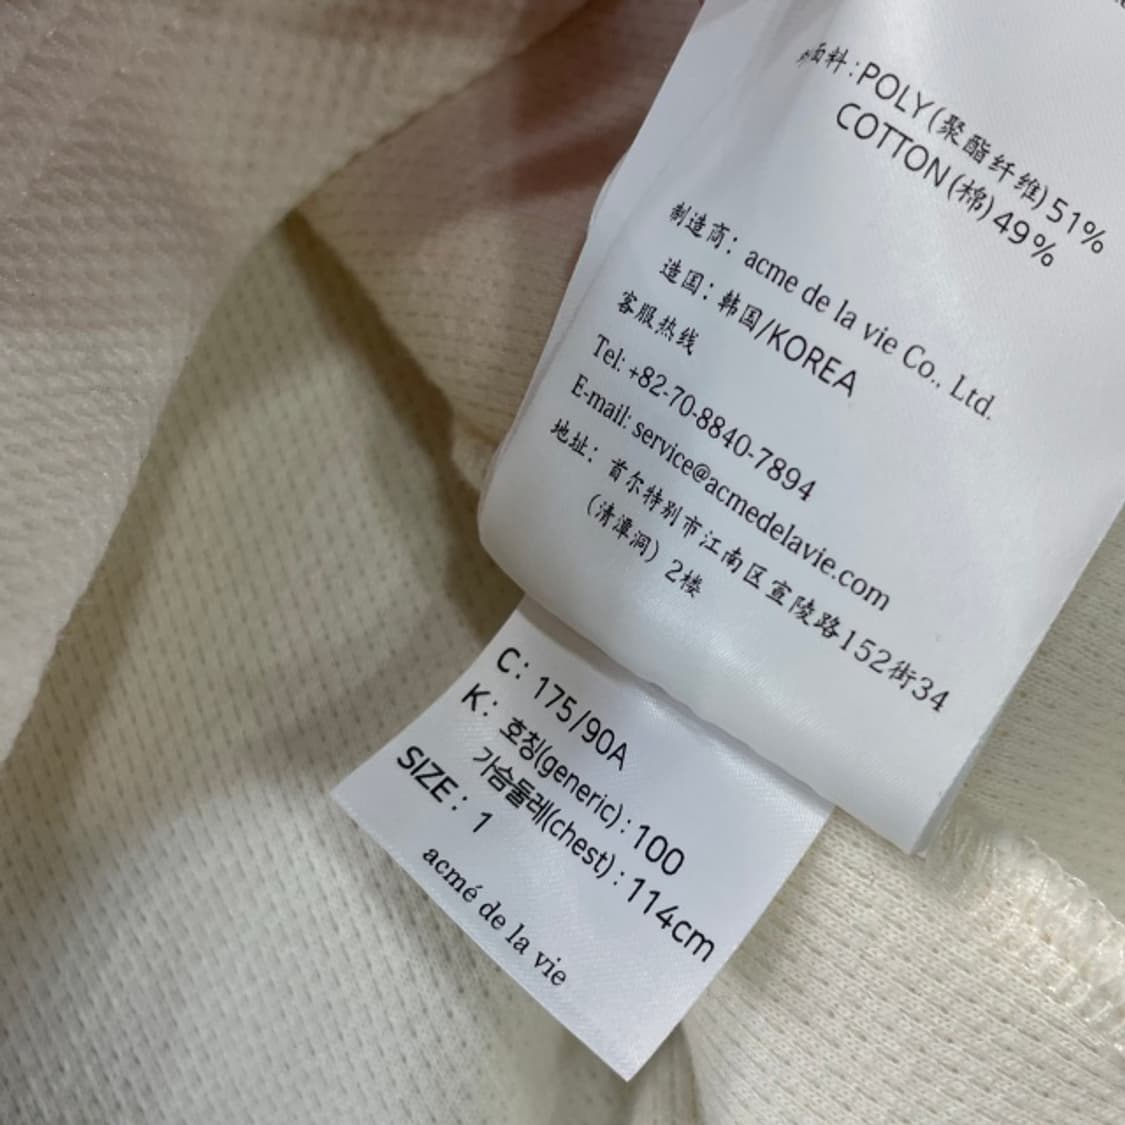 面料:POLY(聚酯纤维)51%
COTTON(棉)49%
制造商: acme de la vie Co., Ltd.
造国: 韩国/KOREA
客服热线
Tel: +82-70-8840-7894
E-mail: service@acmedelavie.com
地址: 首尔特别市江南区宣陵路152街34
(清潭洞) 2楼
C: 175/90A
K: 호칭(generic) : 100
가슴둘레(chest) : 114cm
SIZE : 1
acmé de la vie